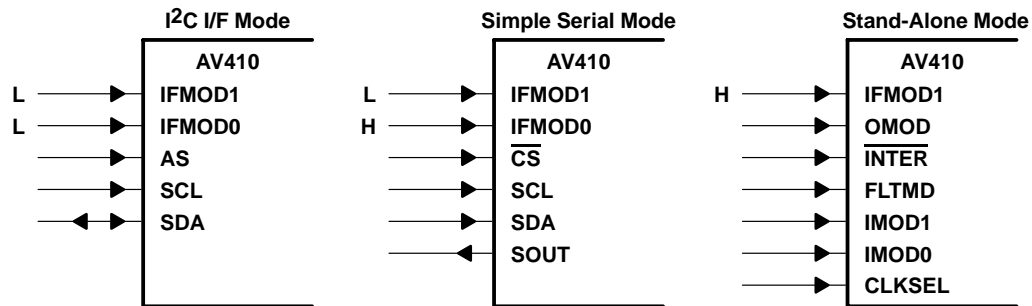 I2C I/F Mode
AV410
L IFMOD1
L IFMOD0
AS
SCL
SDA
Simple Serial Mode
AV410
L IFMOD1
H IFMOD0
CS
SCL
SDA
SOUT
Stand-Alone Mode
AV410
H IFMOD1
OMOD
INTER
FLTMD
IMOD1
IMOD0
CLKSEL